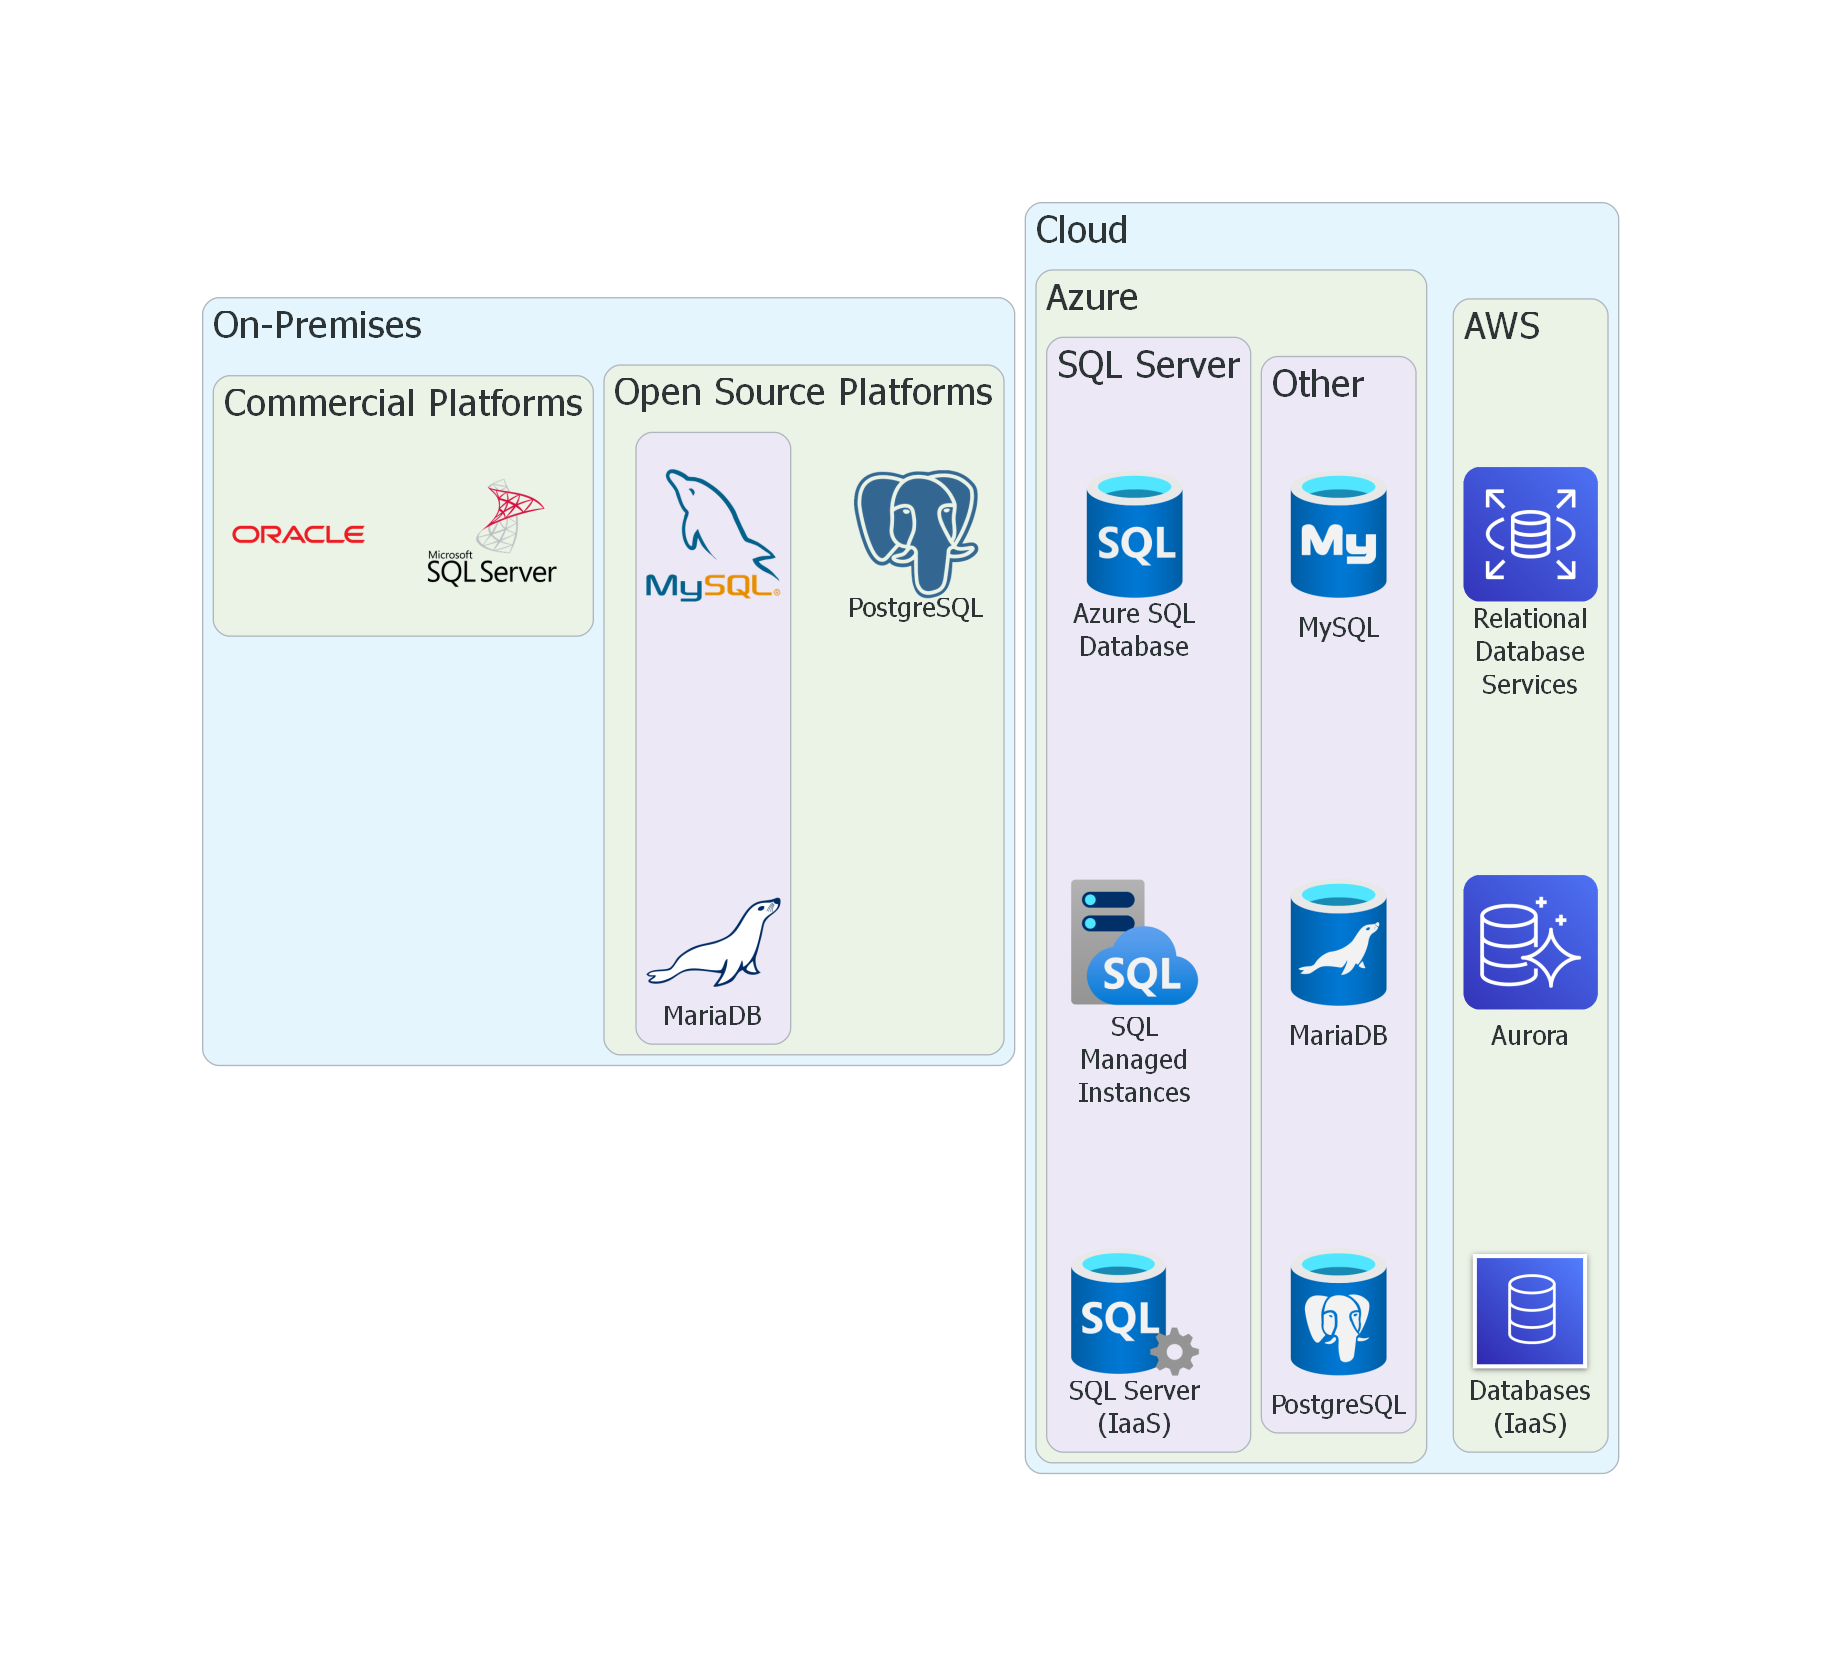 On-Premises
Commercial Platforms
ORACLE
Microsoft
SQL Server
Open Source Platforms
MySQL®
PostgreSQL
MariaDB
Cloud
Azure
SQL Server
SQL
Azure SQL
Database
SQL
SQL
Managed
Instances
SQL
SQL Server
(IaaS)
Other
My
MySQL
MariaDB
PostgreSQL
AWS
Relational
Database
Services
Aurora
Databases
(IaaS)